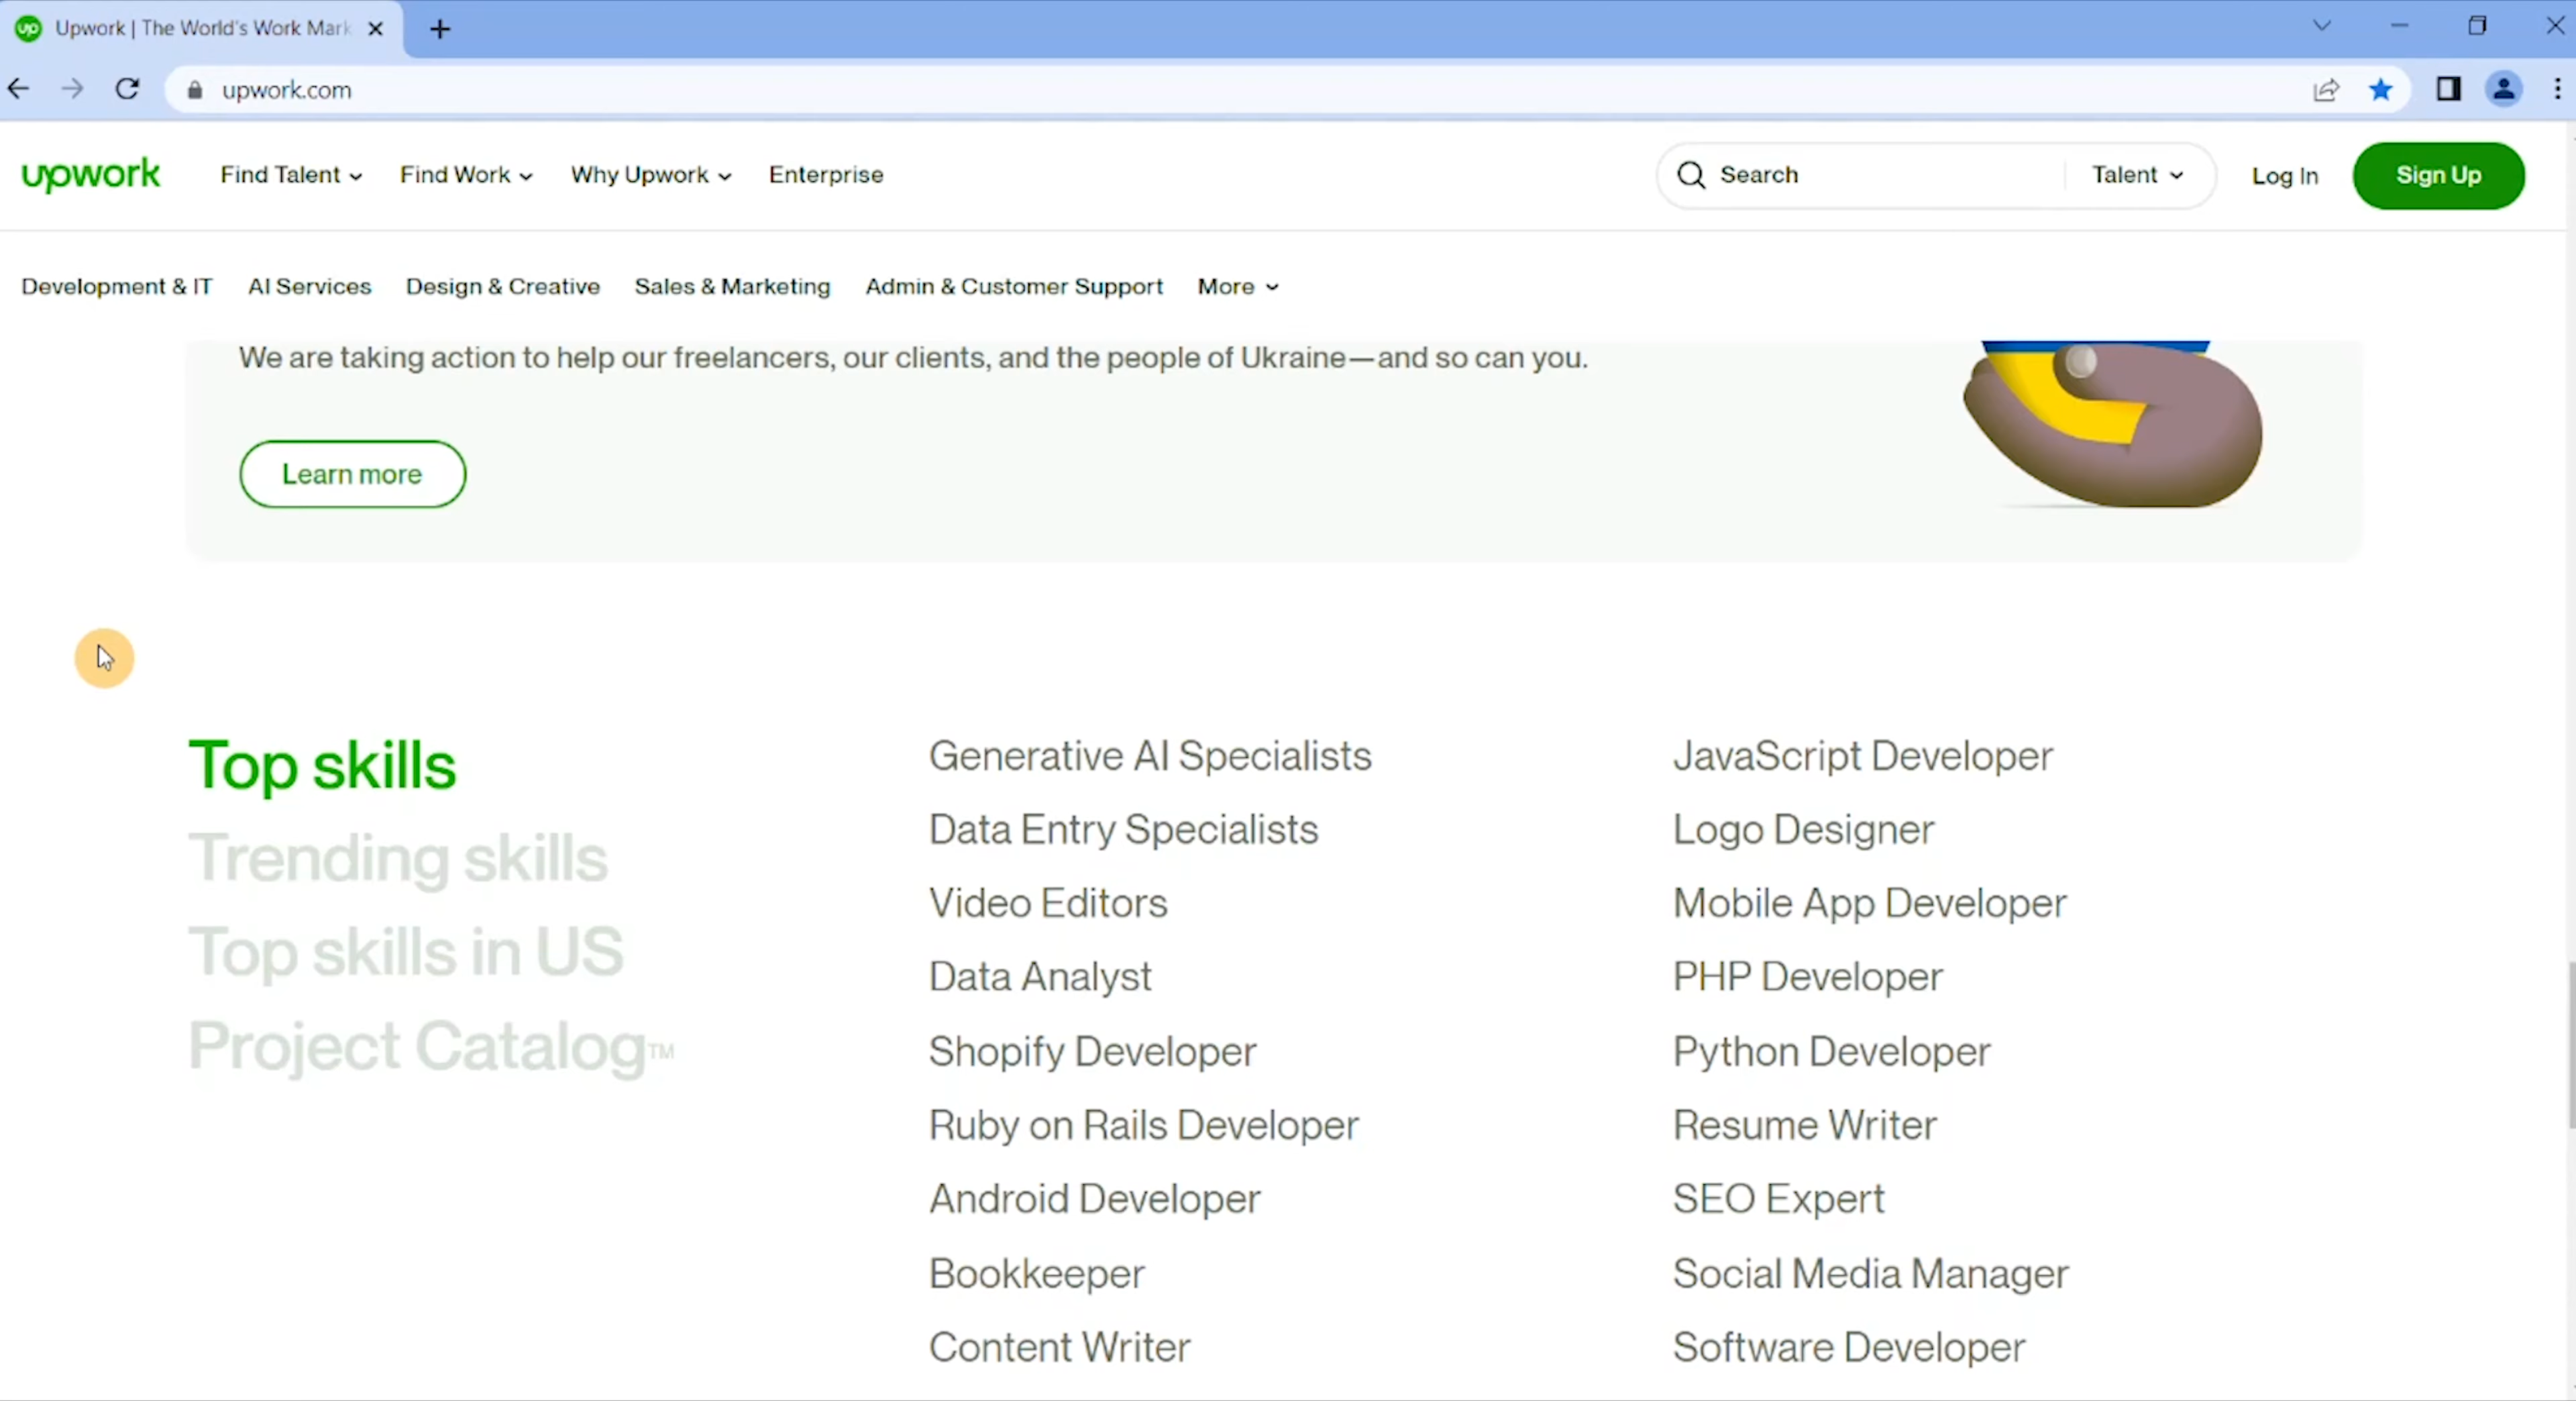 up Upwork | The World's Work Mark
upwork.com
upwork Find Talent Find Work Why Upwork Enterprise Search Talent Log In Sign Up
Development & IT AI Services Design & Creative Sales & Marketing Admin & Customer Support More
We are taking action to help our freelancers, our clients, and the people of Ukraine—and so can you.
Learn more
Top skills
Trending skills
Top skills in US
Project Catalog™
Generative AI Specialists
Data Entry Specialists
Video Editors
Data Analyst
Shopify Developer
Ruby on Rails Developer
Android Developer
Bookkeeper
Content Writer
JavaScript Developer
Logo Designer
Mobile App Developer
PHP Developer
Python Developer
Resume Writer
SEO Expert
Social Media Manager
Software Developer